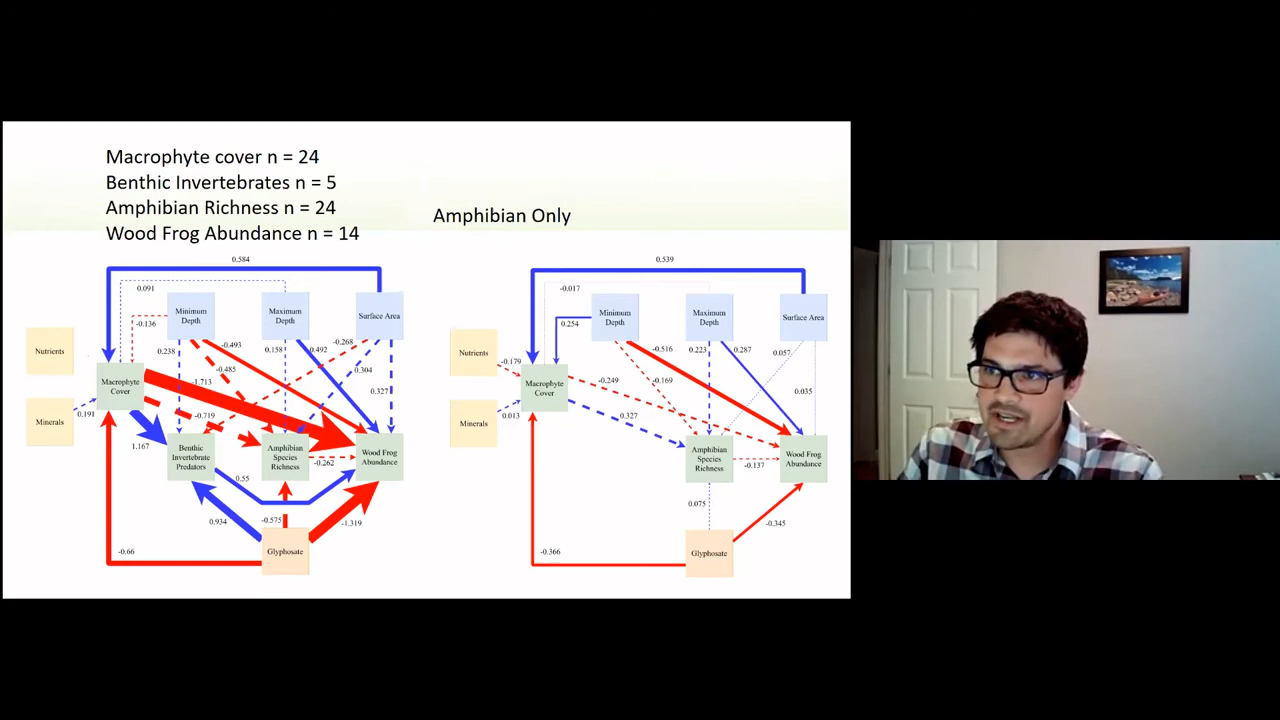 Macrophyte cover n = 24
Benthic Invertebrates n = 5
Amphibian Richness n = 24
Wood Frog Abundance n = 14
Amphibian Only
0.584
0.091
Minimum
Depth
Maximum
Depth
Surface Area
-0.136
-0.493
-0.268
0.238
0.158
0.492
Nutrients
-0.485
0.304
-1.713
0.327
Macrophyte
Cover
Minerals
0.191
-0.719
1.167
Benthic
Invertebrate
Predators
Amphibian
Species
Richness
-0.262
Wood Frog
Abundance
0.55
0.934
-0.575
-1.319
-0.66
Glyphosate
0.539
-0.017
Minimum
Depth
Maximum
Depth
Surface Area
0.254
-0.516
0.223
0.287
0.057
Nutrients
-0.179
-0.249
-0.169
0.035
Macrophyte
Cover
Minerals
0.013
0.327
Amphibian
Species
Richness
-0.137
Wood Frog
Abundance
0.075
-0.345
-0.366
Glyphosate